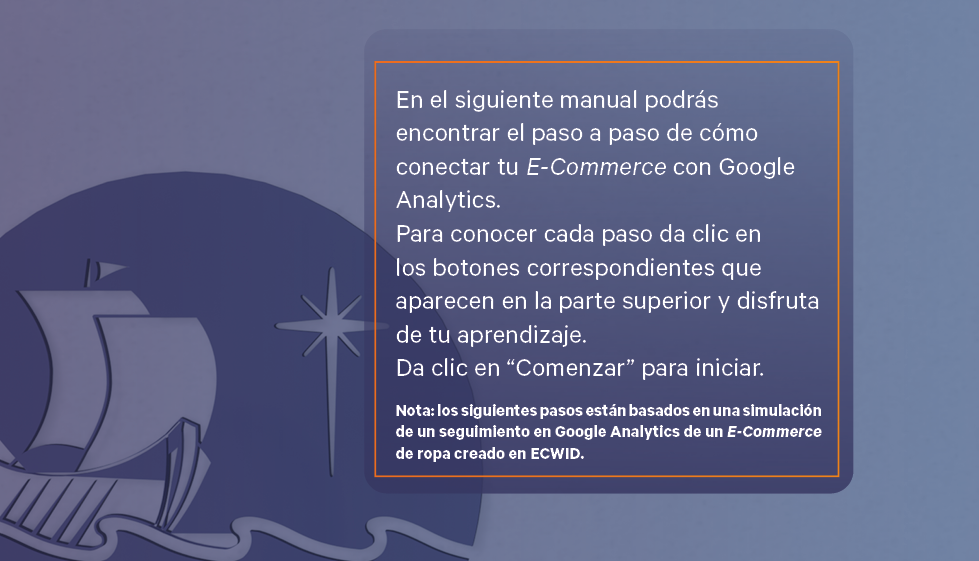 En el siguiente manual podrás
encontrar el paso a paso de cómo
conectar tu E-Commerce con Google
Analytics.
Para conocer cada paso da clic en
los botones correspondientes que
aparecen en la parte superior y disfruta
de tu aprendizaje.
Da clic en “Comenzar” para iniciar.
Nota: los siguientes pasos están basados en una simulación
de un seguimiento en Google Analytics de un E-Commerce
de ropa creado en ECWID.